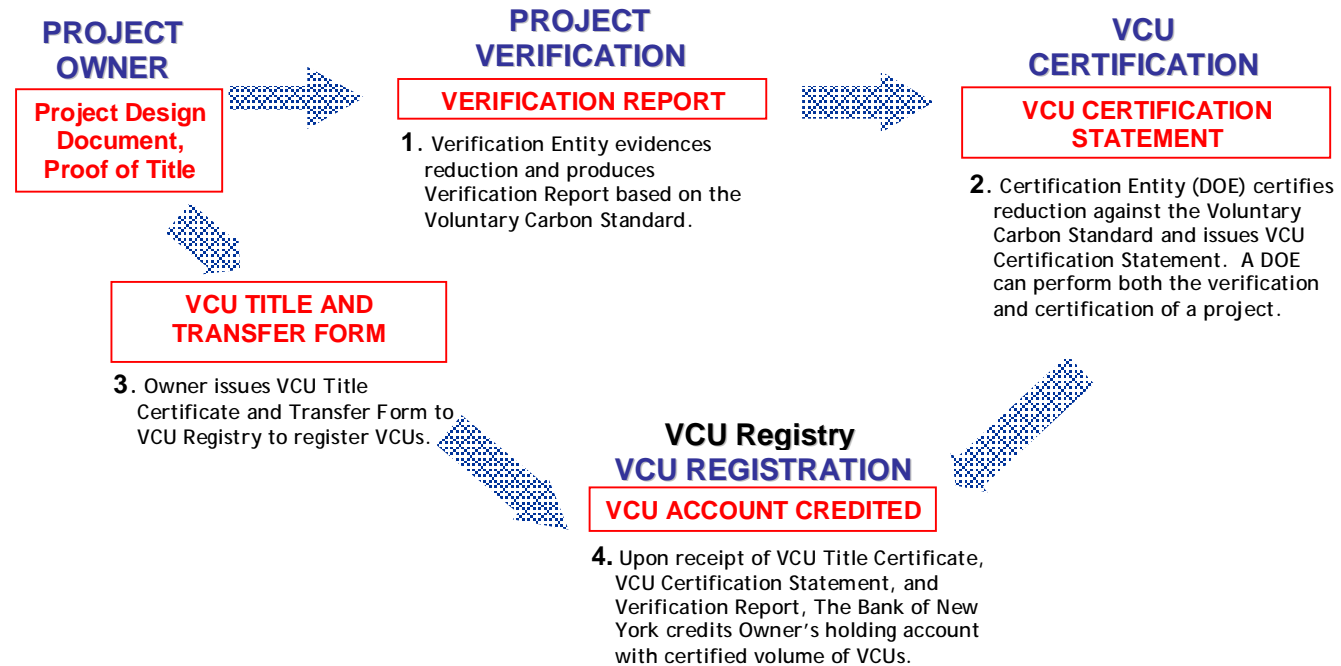 PROJECT
OWNER
Project Design
Document,
Proof of Title
PROJECT
VERIFICATION
VERIFICATION REPORT
1. Verification Entity evidences
reduction and produces
Verification Report based on the
Voluntary Carbon Standard.
VCU
CERTIFICATION
VCU CERTIFICATION
STATEMENT
2. Certification Entity (DOE) certifies
reduction against the Voluntary
Carbon Standard and issues VCU
Certification Statement. A DOE
can perform both the verification
and certification of a project.
VCU TITLE AND
TRANSFER FORM
3. Owner issues VCU Title
Certificate and Transfer Form to
VCU Registry to register VCUs.
VCU Registry
VCU REGISTRATION
VCU ACCOUNT CREDITED
4. Upon receipt of VCU Title Certificate,
VCU Certification Statement, and
Verification Report, The Bank of New
York credits Owner’s holding account
with certified volume of VCUs.